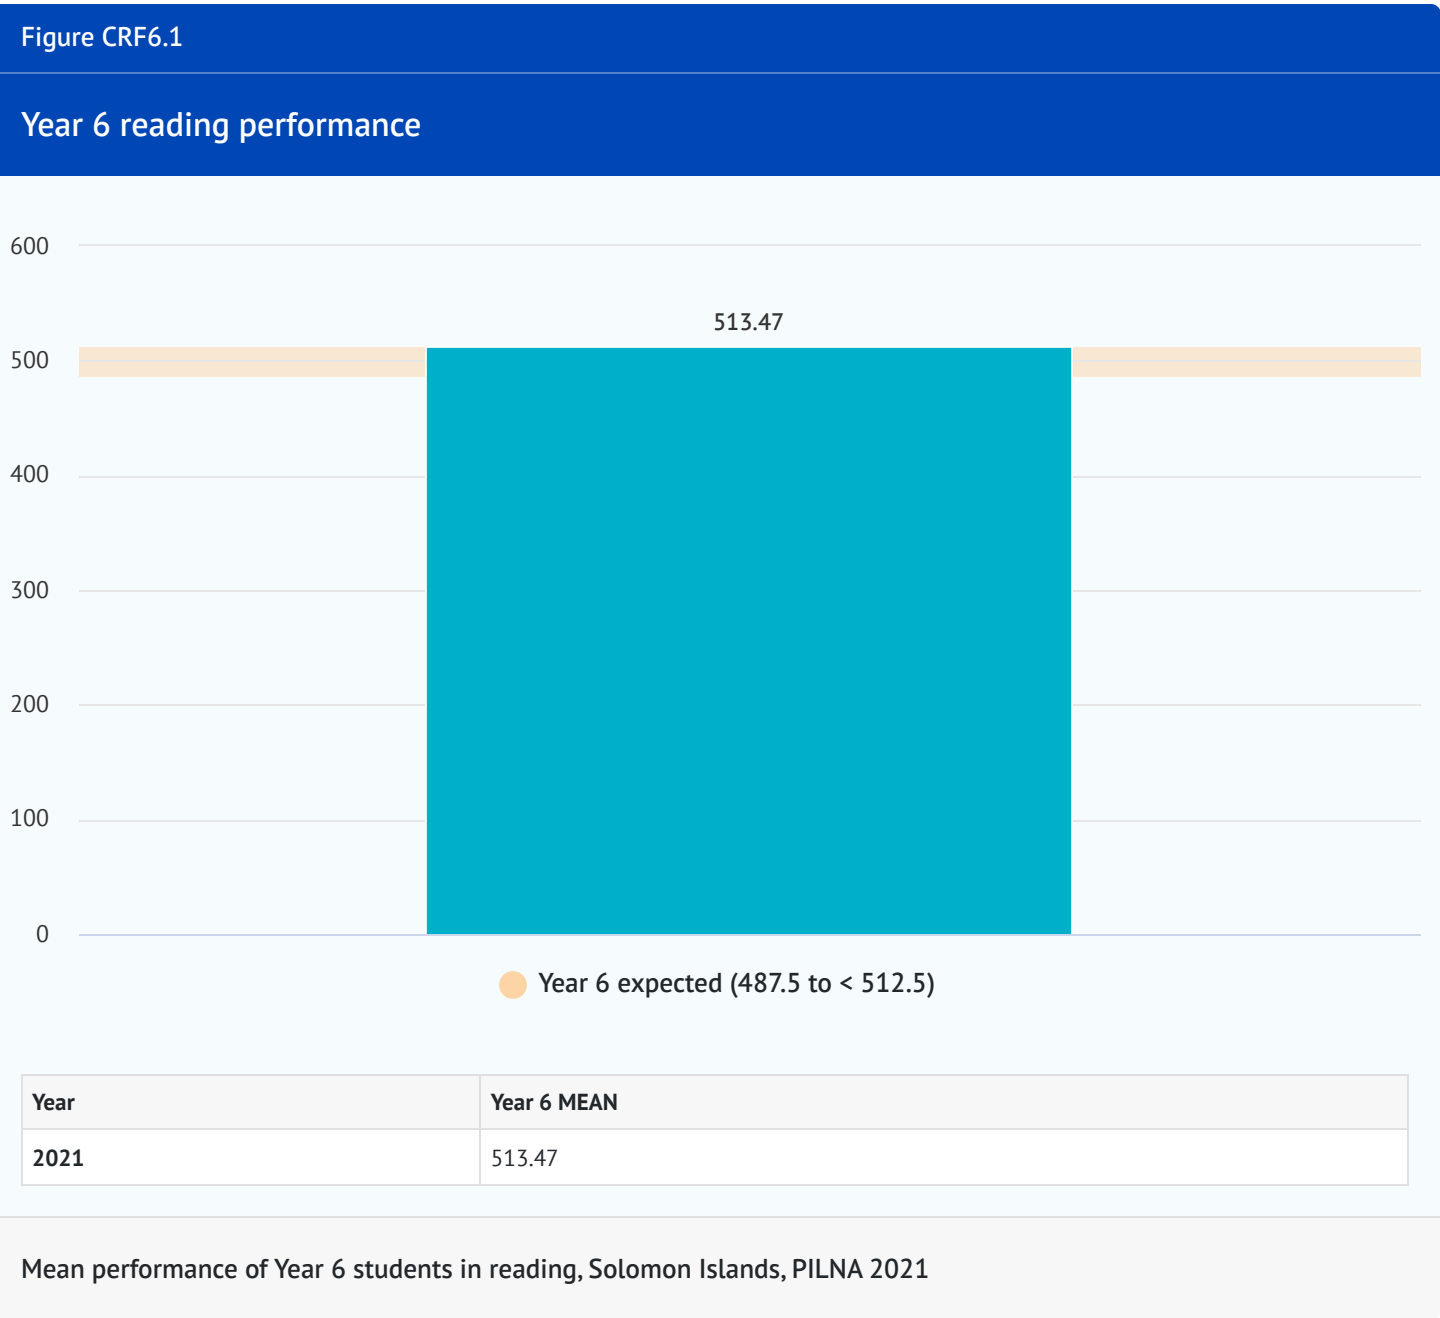 Figure CRF6.1
Year 6 reading performance
600
513.47
500
400
300
200
100
0
Year 6 expected (487.5 to < 512.5)
Year Year 6 MEAN
2021 513.47
Mean performance of Year 6 students in reading, Solomon Islands, PILNA 2021